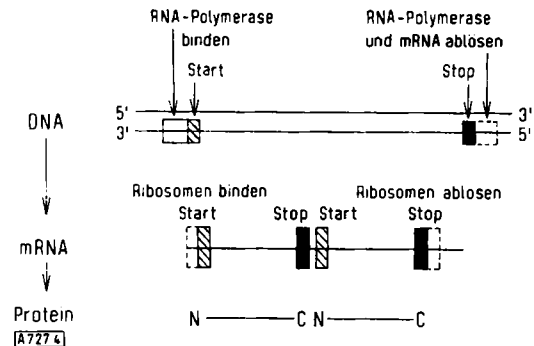 RNA-Polymerase RNA-Polymerase
binden und mRNA ablösen
Start Stop
5' 3'
DNA
3' 5'
Ribosomen binden Ribosomen ablösen
Start Stop Start Stop
mRNA
Protein
N C N C
A727 4